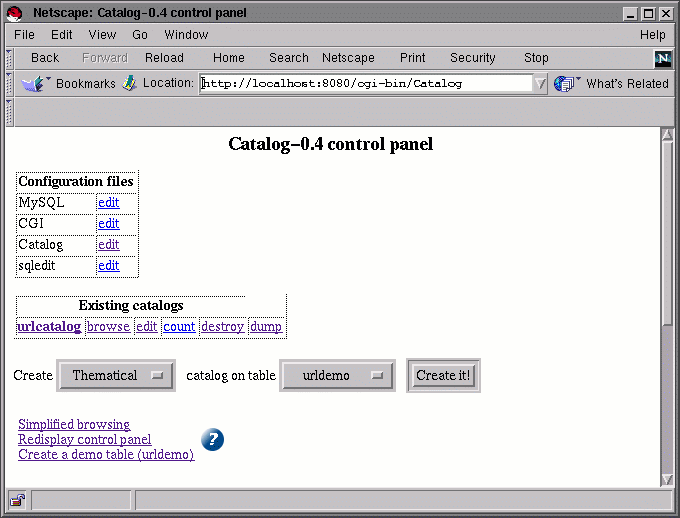 Netscape: Catalog-0.4 control panel
File Edit View Go Window Help
Back Forward Reload Home Search Netscape Print Security Stop
N
Bookmarks Location: http://localhost:8080/cgi-bin/Catalog What's Related
Catalog-0.4 control panel
Configuration files
MySQL edit
CGI edit
Catalog edit
sqledit edit
Existing catalogs
urlcatalog browse edit count destroy dump
Create Thematical catalog on table urldemo Create it!
Simplified browsing
Redisplay control panel
?
Create a demo table (urldemo)